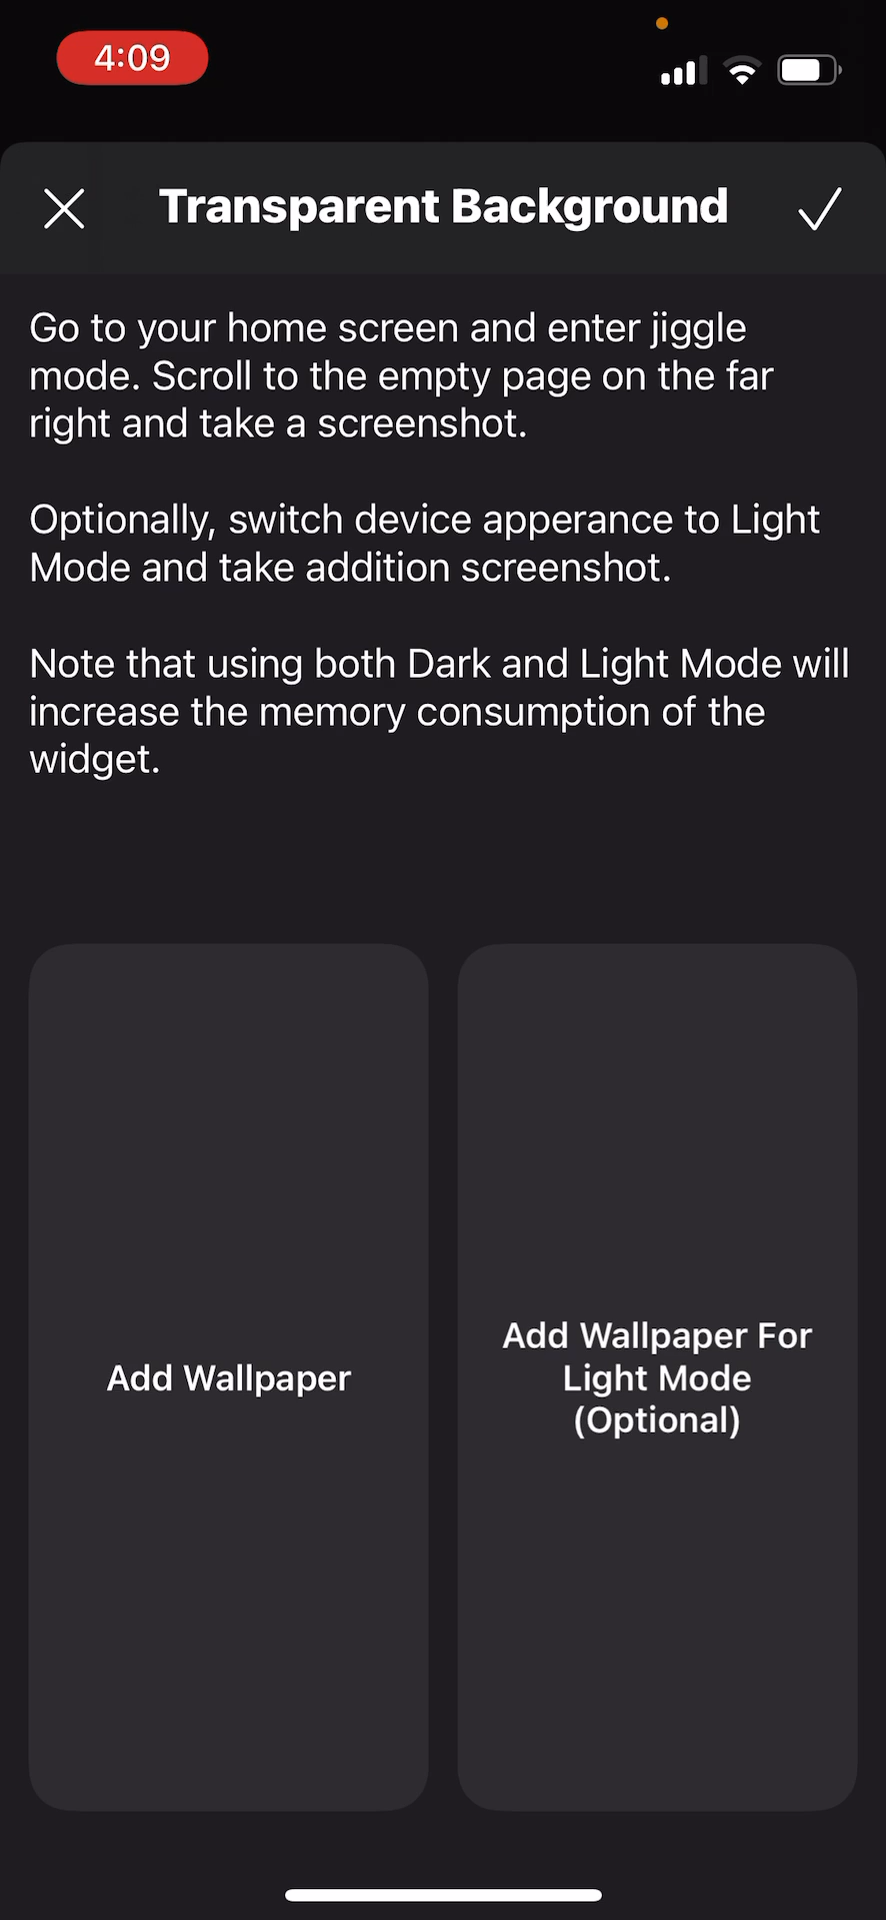 4:09
Transparent Background
Go to your home screen and enter jiggle
mode. Scroll to the empty page on the far
right and take a screenshot.
Optionally, switch device apperance to Light
Mode and take addition screenshot.
Note that using both Dark and Light Mode will
increase the memory consumption of the
widget.
Add Wallpaper
Add Wallpaper For
Light Mode
(Optional)